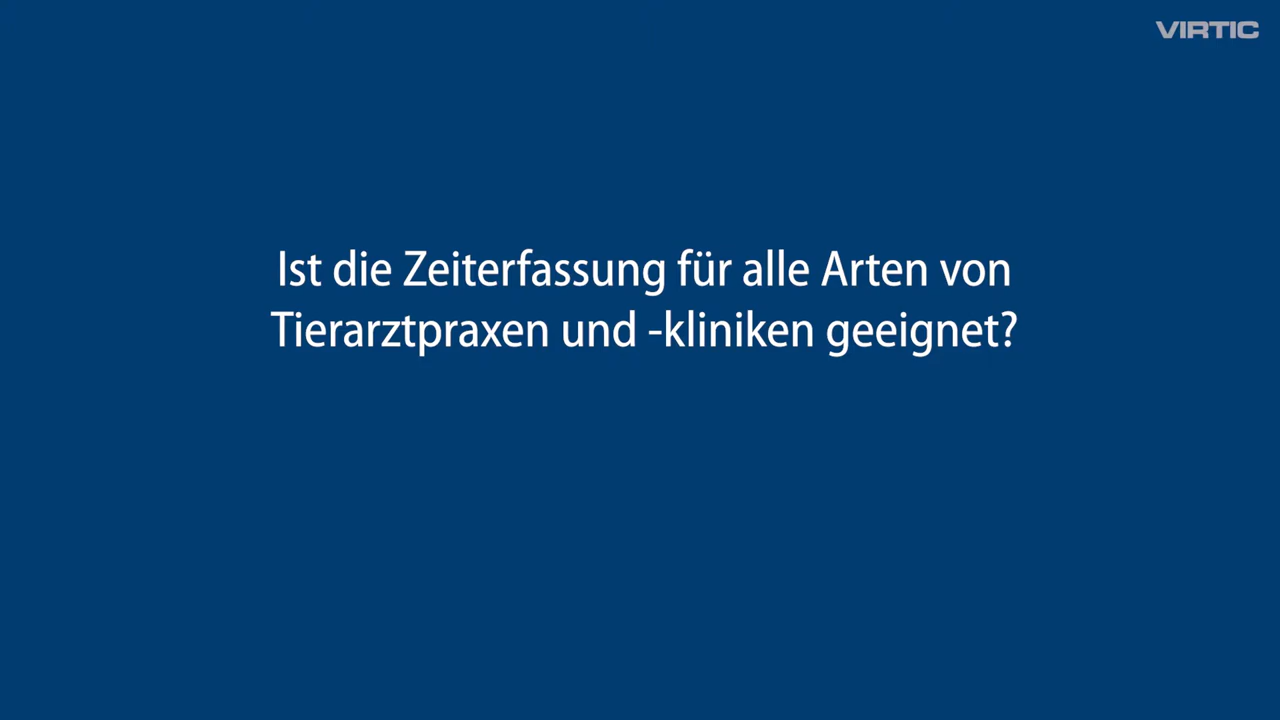 VIRTIC
Ist die Zeiterfassung für alle Arten von
Tierarztpraxen und -kliniken geeignet?